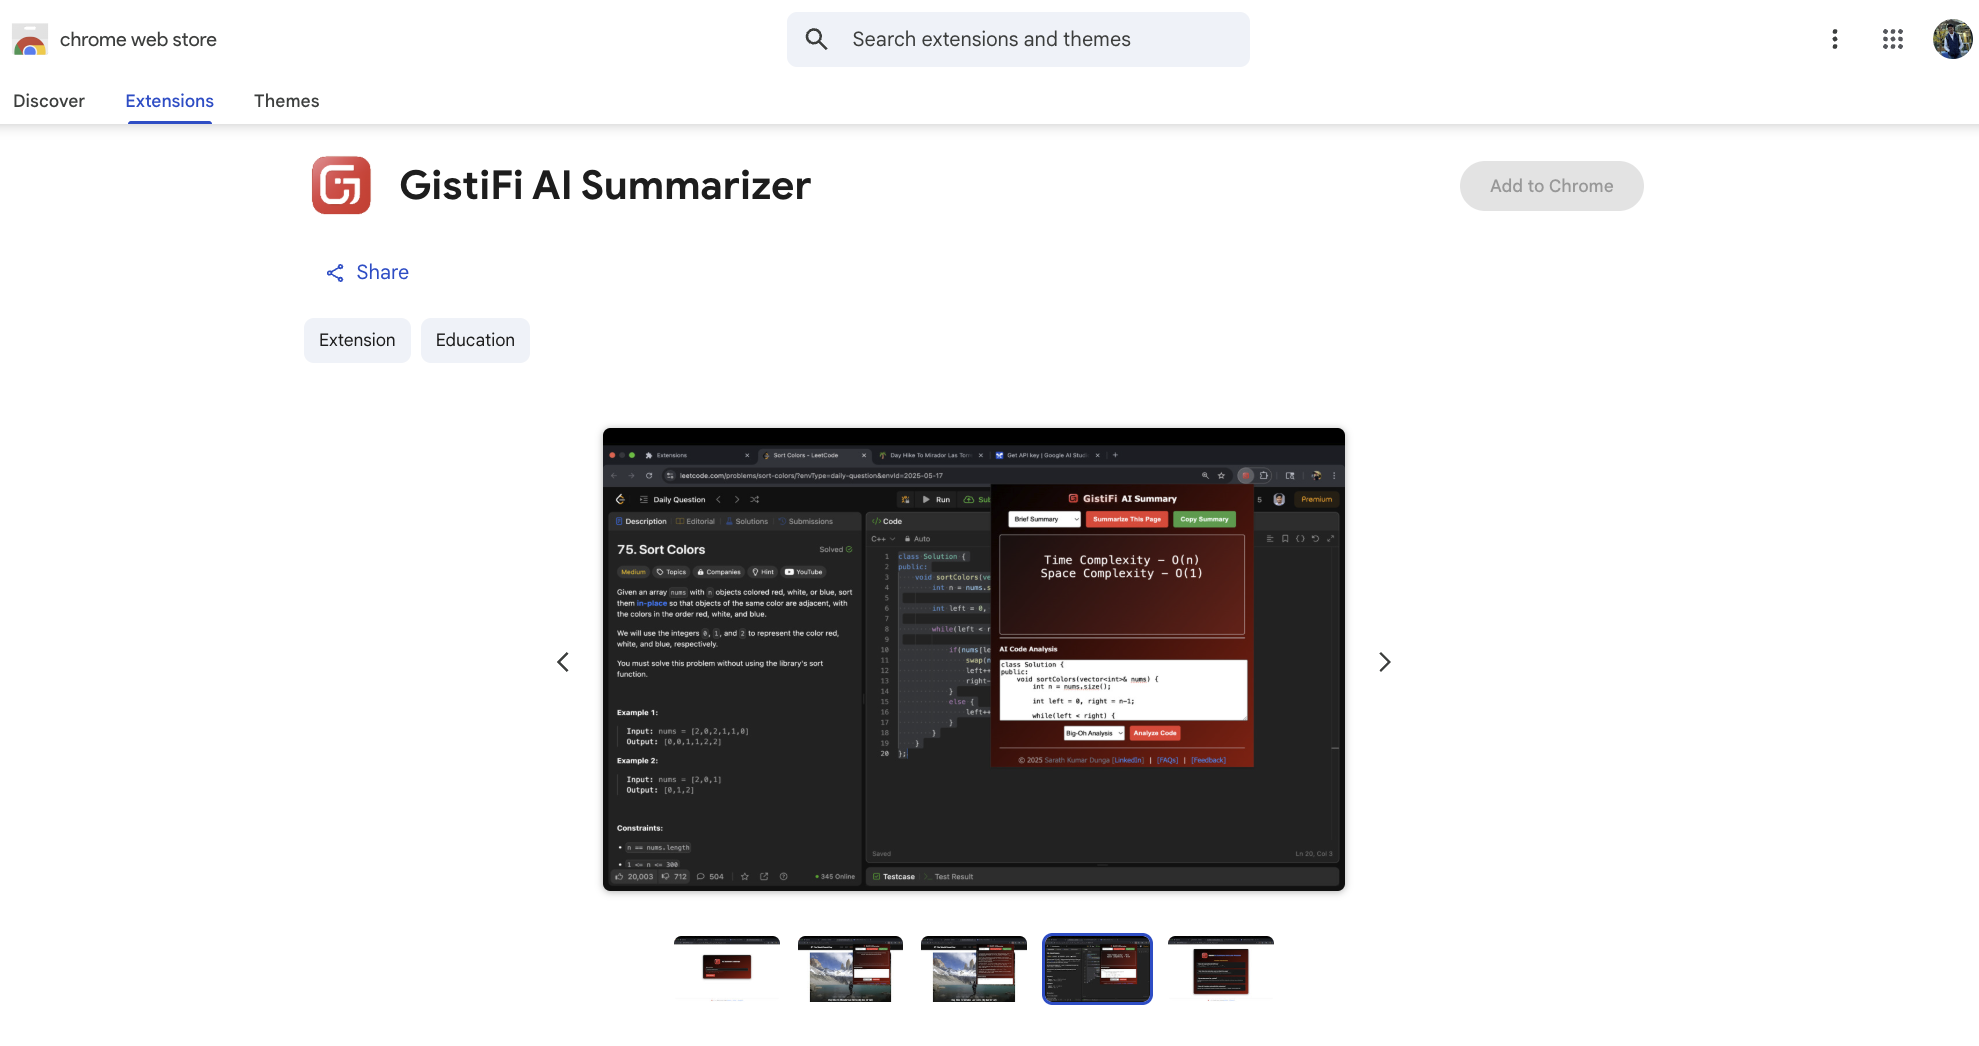 chrome web store
Search extensions and themes
Discover
Extensions
Themes
GistiFi AI Summarizer
Add to Chrome
Share
Extension
Education
Extensions
Sort Colors - LeetCode
Day Hike To Mirador Las Torr
Get API key | Google AI Studi
leetcode.com/problems/sort-colors/?envType=daily-question&envId=2025-05-17
Daily Question
Run
Sub
5
Premium
Description
Editorial
Solutions
Submissions
75. Sort Colors
Solved
Medium
Topics
Companies
Hint
YouTube
Given an array nums with n objects colored red, white, or blue, sort
them in-place so that objects of the same color are adjacent, with
the colors in the order red, white, and blue.
We will use the integers 0, 1, and 2 to represent the color red,
white, and blue, respectively.
You must solve this problem without using the library's sort
function.
Example 1:
Input: nums = [2,0,2,1,1,0]
Output: [0,0,1,1,2,2]
Example 2:
Input: nums = [2,0,1]
Output: [0,1,2]
Constraints:
n == nums.length
1 <= n <= 300
20,003
712
504
345 Online
</> Code
C++
Auto
1 class Solution {
2 public:
3 void sortColors(ve
4 int n = nums.s
5
6 int left = 0,
7
8 while(left < r
9
10 if(nums[le
11 swap(n
12 left++
13 right-
14 }
15 else {
16 left++
17 }
18 }
19 }
20 };
Saved
Ln 20, Col 3
Testcase
Test Result
GistiFi AI Summary
Brief Summary
Summarize This Page
Copy Summary
Time Complexity - O(n)
Space Complexity - O(1)
AI Code Analysis
class Solution {
public:
void sortColors(vector<int>& nums) {
int n = nums.size();
int left = 0, right = n-1;
while(left < right) {
Big-Oh Analysis
Analyze Code
© 2025 Sarath Kumar Dunga [LinkedIn] | [FAQs] | [Feedback]